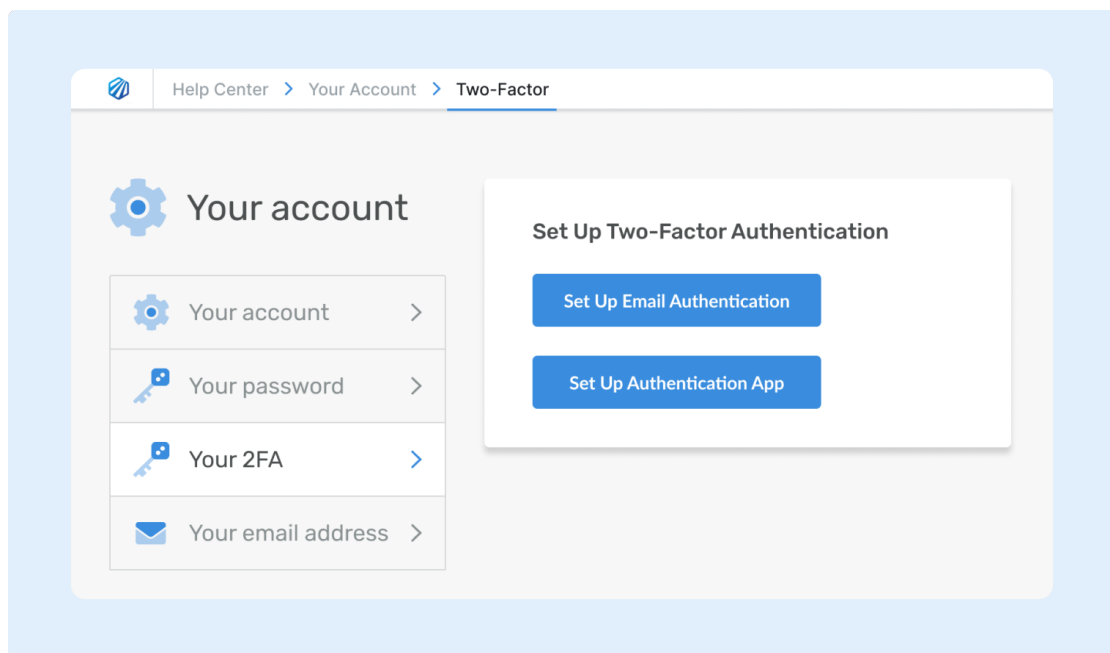 Help Center > Your Account > Two-Factor
Your account
Your account
Your password
Your 2FA
Your email address
Set Up Two-Factor Authentication
Set Up Email Authentication
Set Up Authentication App